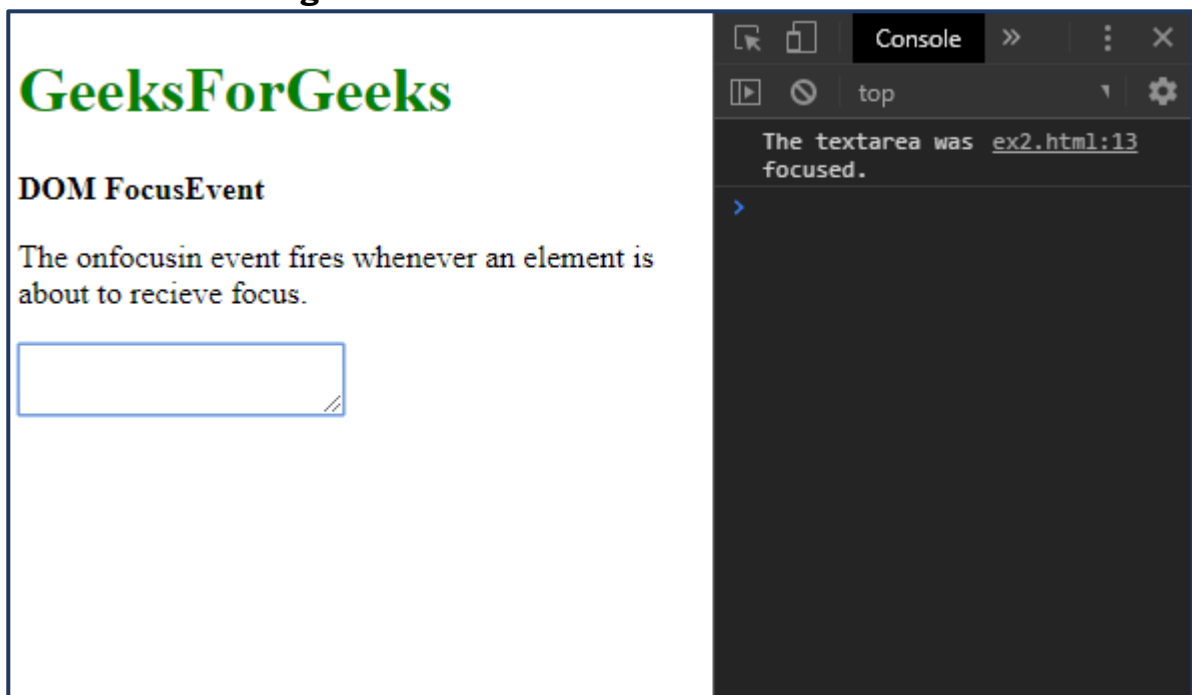 GeeksForGeeks
DOM FocusEvent
The onfocusin event fires whenever an element is
about to recieve focus.
Console
top
The textarea was ex2.html:13
focused.